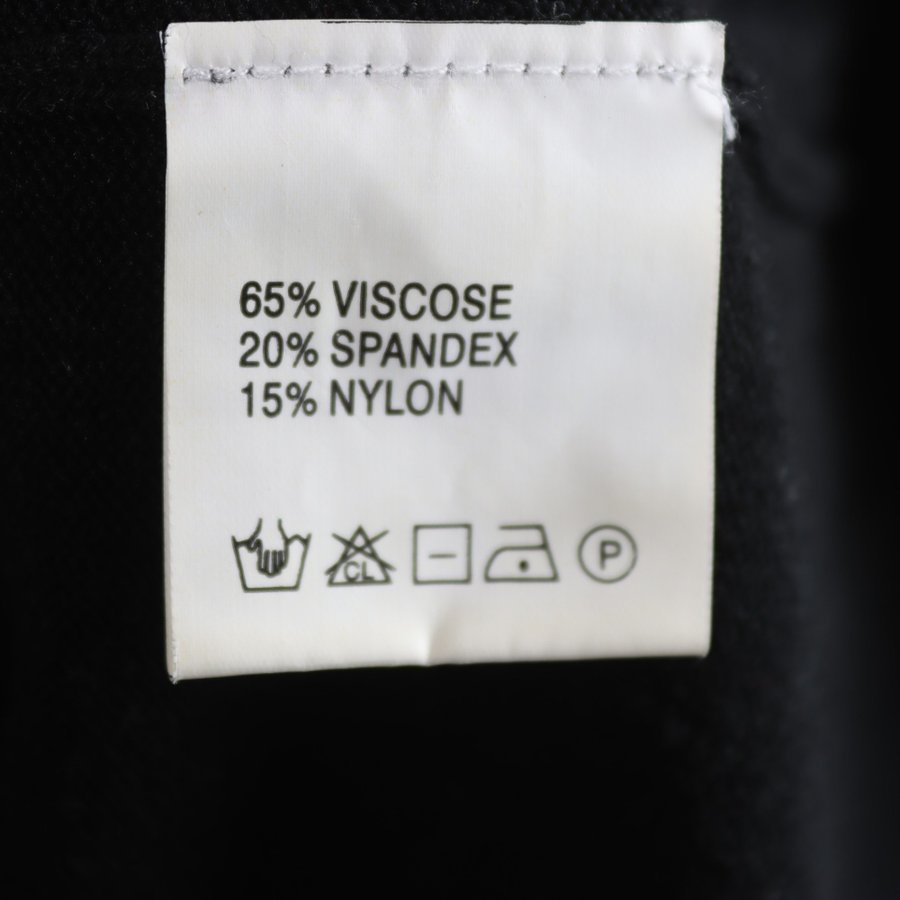 65% VISCOSE
20% SPANDEX
15% NYLON
CL P